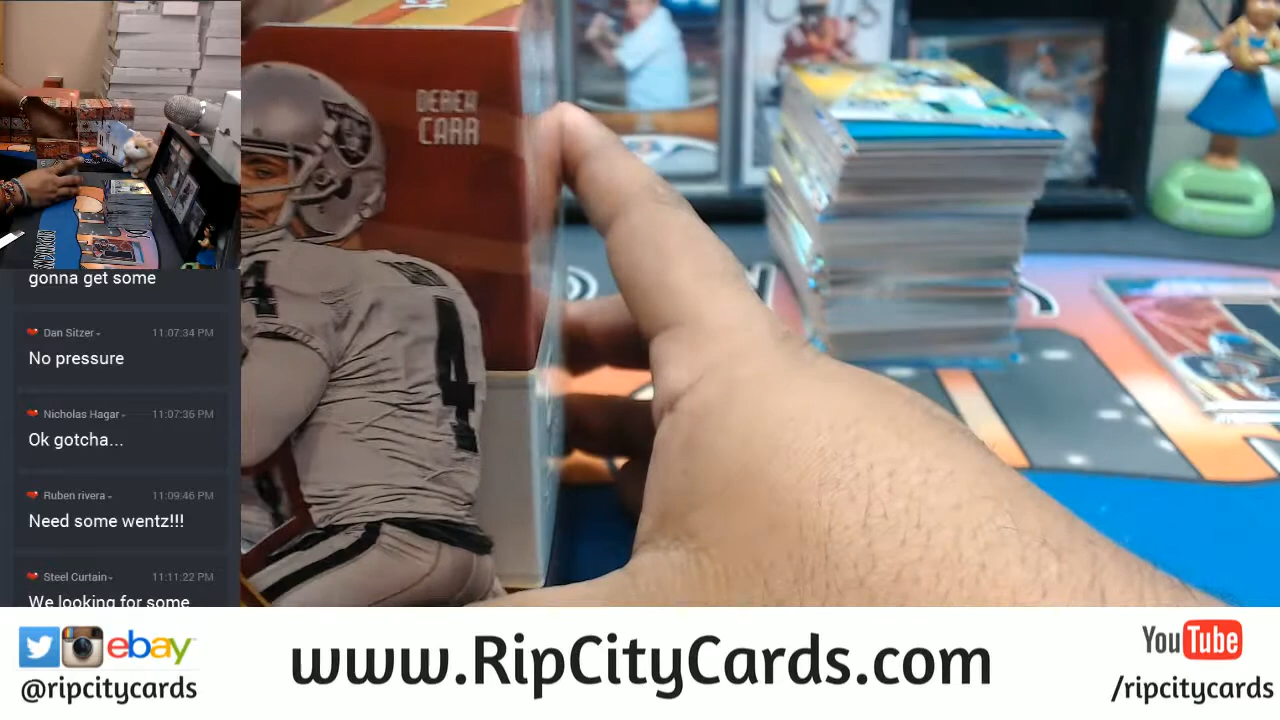 DEREK
CARR
4
4
gonna get some
Dan Sitzer
11:07:34 PM
No pressure
Nicholas Hagar
11:07:36 PM
Ok gotcha...
Ruben rivera
11:09:46 PM
Need some wentz!!!
Steel Curtain
11:11:22 PM
We looking for some
ebay
@ripcitycards
www.RipCityCards.com
YouTube
/ripcitycards